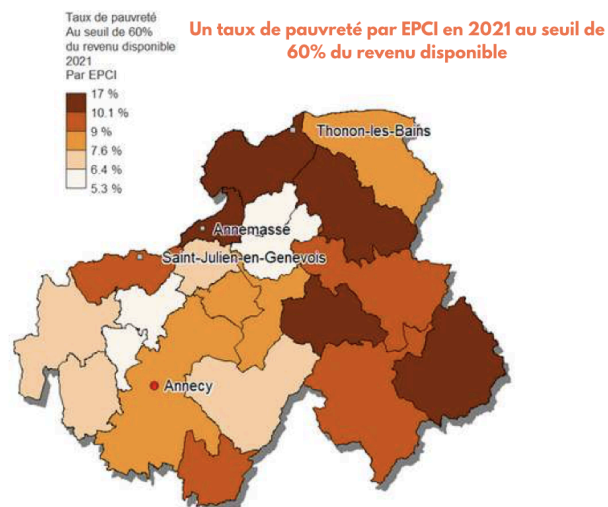 Taux de pauvreté
Au seuil de 60%
du revenu disponible
2021
Par EPCI
Un taux de pauvreté par EPCI en 2021 au seuil de
60% du revenu disponible
17 %
10.1 %
9 %
7.6 %
6.4 %
5.3 %
Thonon-les-Bains
Annemasse
Saint-Julien-en-Genevois
Annecy